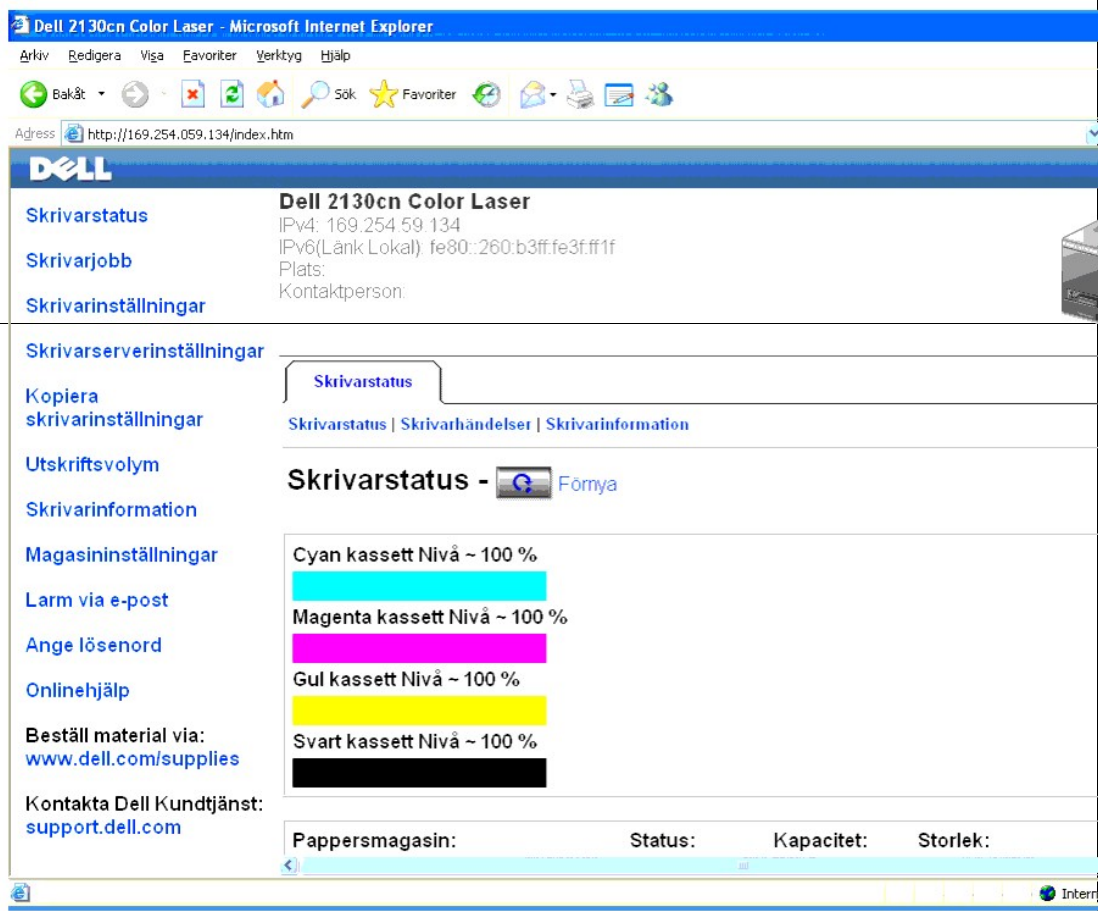 Dell 2130cn Color Laser - Microsoft Internet Explorer
Arkiv Redigera Visa Favoriter Verktyg Hjälp
Bakåt Sök Favoriter
Adress http://169.254.059.134/index.htm
DELL
Skrivarstatus
Skrivarjobb
Skrivarinställningar
Skrivarserverinställningar
Kopiera
skrivarinställningar
Utskriftsvolym
Skrivarinformation
Magasininställningar
Larm via e-post
Ange lösenord
Onlinehjälp
Beställ material via:
www.dell.com/supplies
Kontakta Dell Kundtjänst:
support.dell.com
Dell 2130cn Color Laser
IPv4: 169.254.59.134
IPv6(Länk Lokal): fe80::260:b3ff:fe3f:ff1f
Plats:
Kontaktperson:
Skrivarstatus
Skrivarstatus | Skrivarhändelser | Skrivarinformation
Skrivarstatus - Förnya
Cyan kassett Nivå ~ 100 %
Magenta kassett Nivå ~ 100 %
Gul kassett Nivå ~ 100 %
Svart kassett Nivå ~ 100 %
Pappersmagasin: Status: Kapacitet: Storlek:
Intern